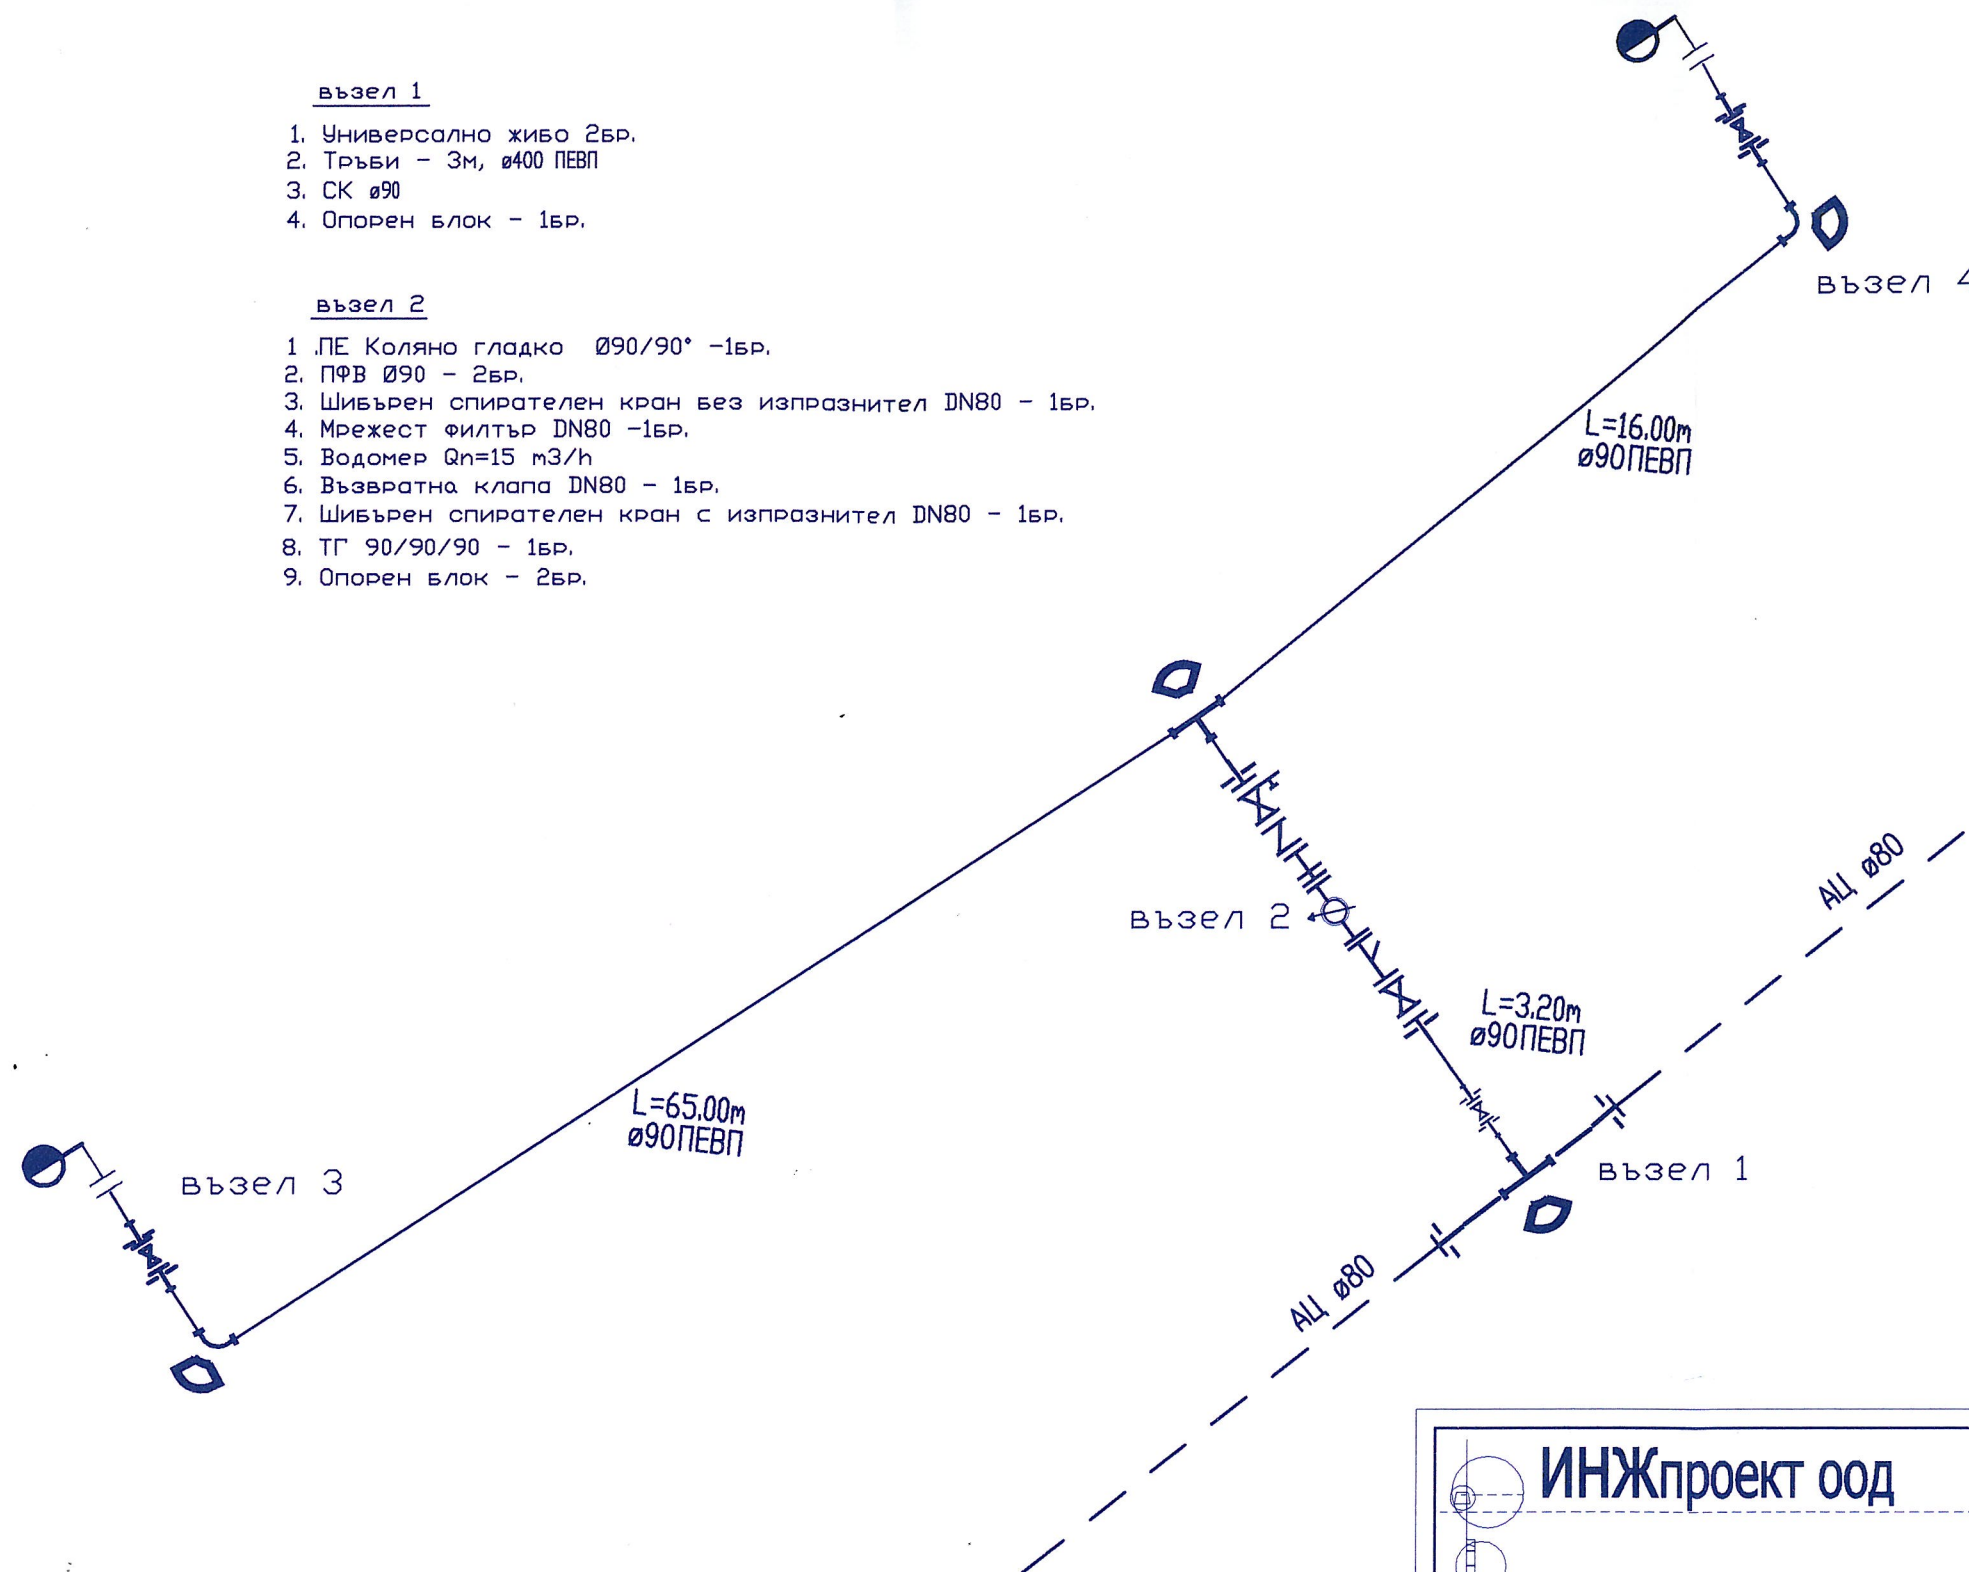 възел 1
1. Универсално жибо 2бр.
2. Тръби - 3м, ø400 ПЕВП
3. СК ø90
4. Опорен блок - 1бр.
възел 2
1 .ПЕ Коляно гладко Ø90/90° -1бр.
2. ПФВ Ø90 - 2бр.
3. Шибърен спирателен кран без изпразнител DN80 - 1бр.
4. Мрежест филтър DN80 -1бр.
5. Водомер Qn=15 m3/h
6. Възвратна клапа DN80 - 1бр.
7. Шибърен спирателен кран с изпразнител DN80 - 1бр.
8. ТГ 90/90/90 - 1бр.
9. Опорен блок - 2бр.
възел 4
L=16.00m
ø90ПЕВП
АЦ ø80
възел 2
L=3.20m
ø90ПЕВП
L=65.00m
ø90ПЕВП
възел 3
възел 1
АЦ ø80
ИНЖпроект оод